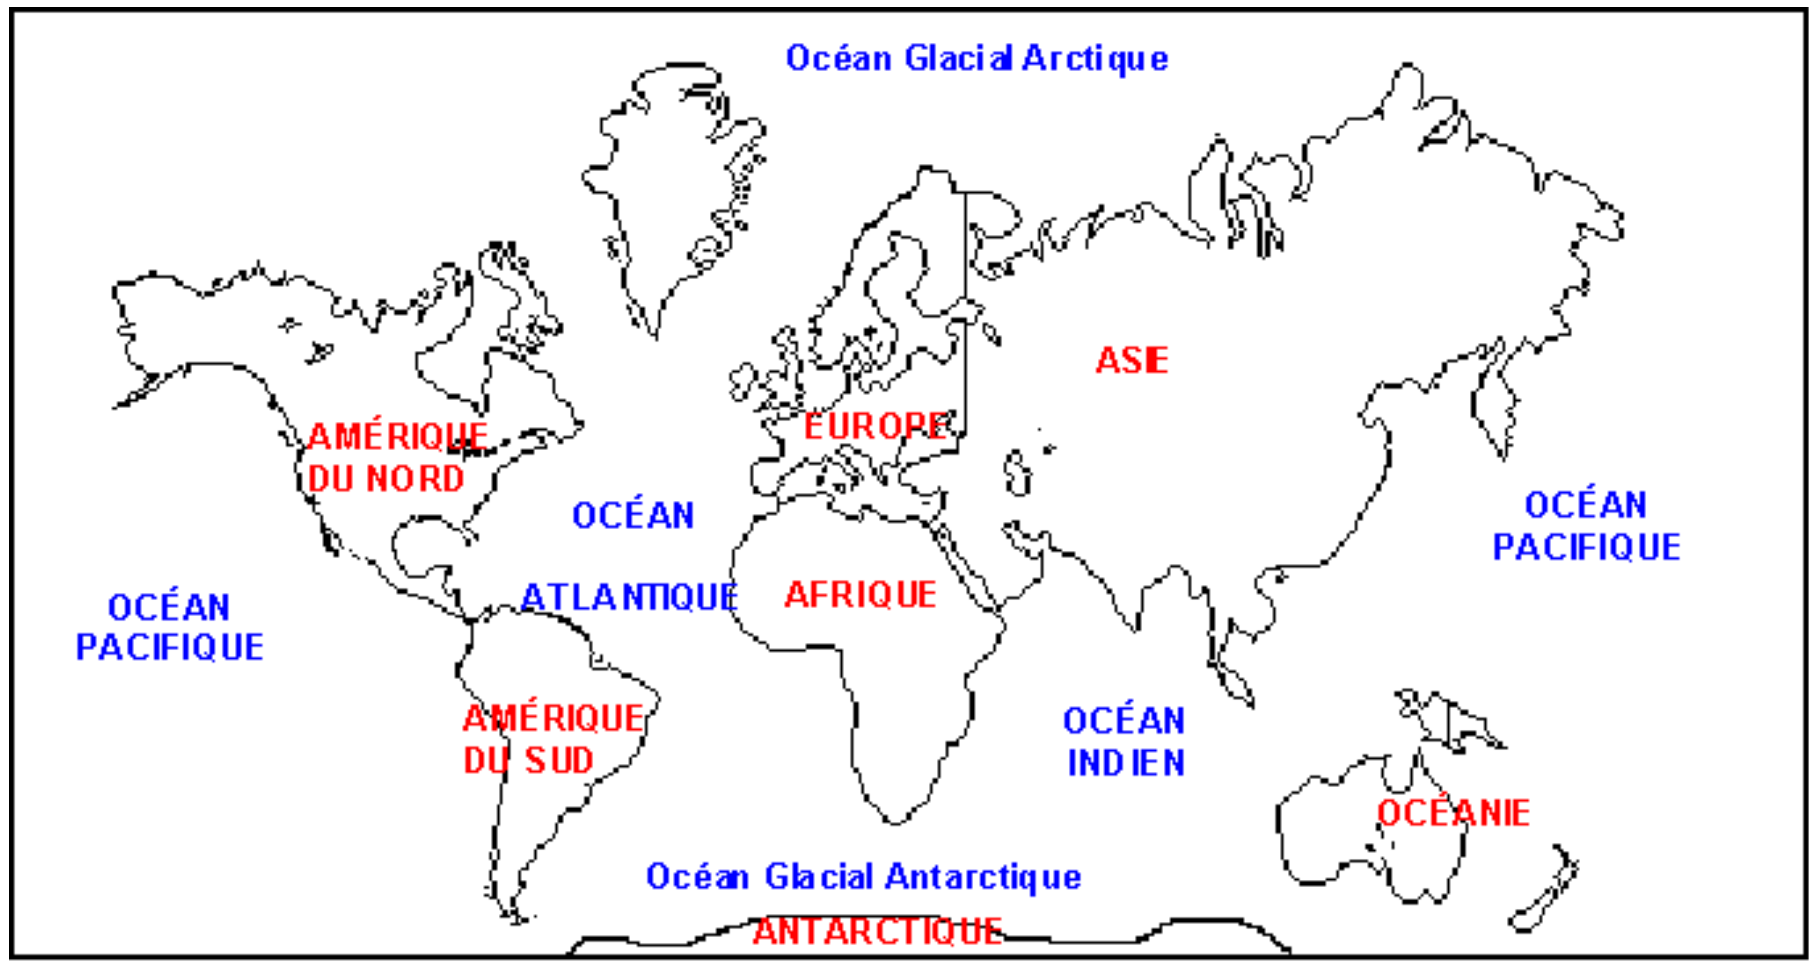 Océan Glacial Arctique
ASIE
AMÉRIQUE
DU NORD
EUROPE
OCÉAN
ATLANTIQUE
OCÉAN
PACIFIQUE
OCÉAN
PACIFIQUE
AFRIQUE
AMÉRIQUE
DU SUD
OCÉAN
INDIEN
OCÉANIE
Océan Glacial Antarctique
ANTARCTIQUE